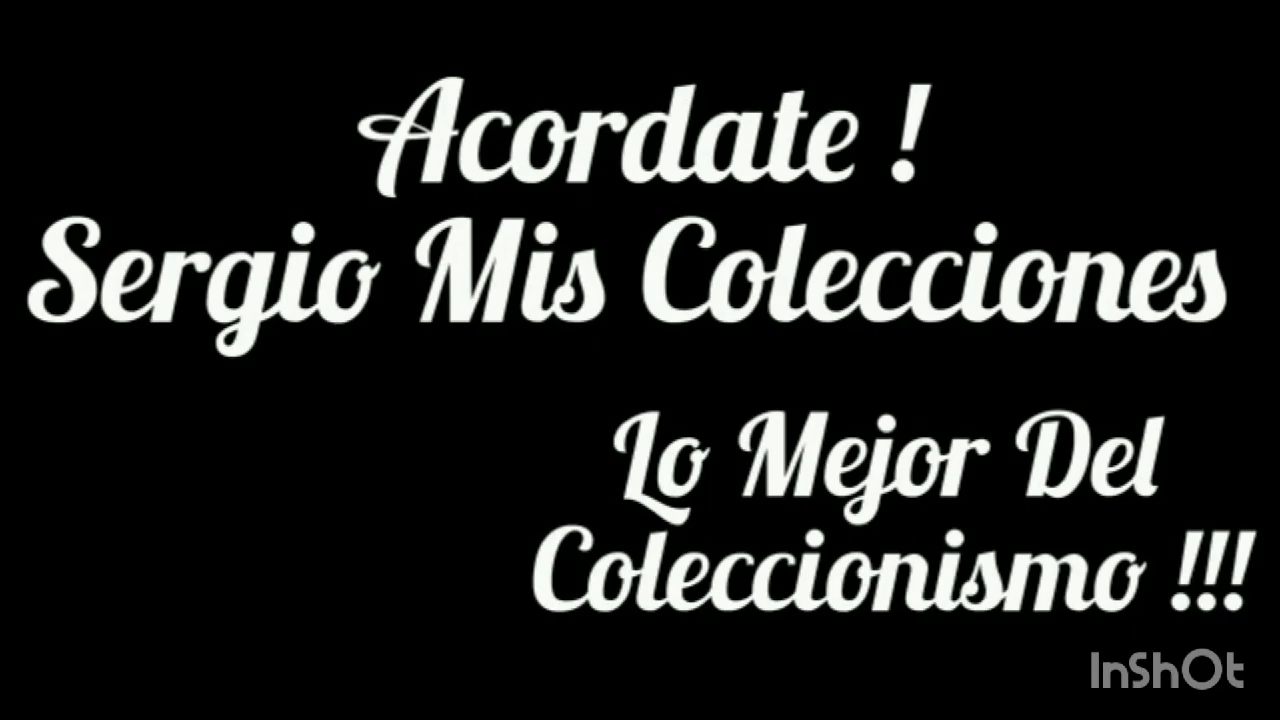 Acordate !
Sergio Mis Colecciones
Lo Mejor Del
Coleccionismo !!!
InShOt